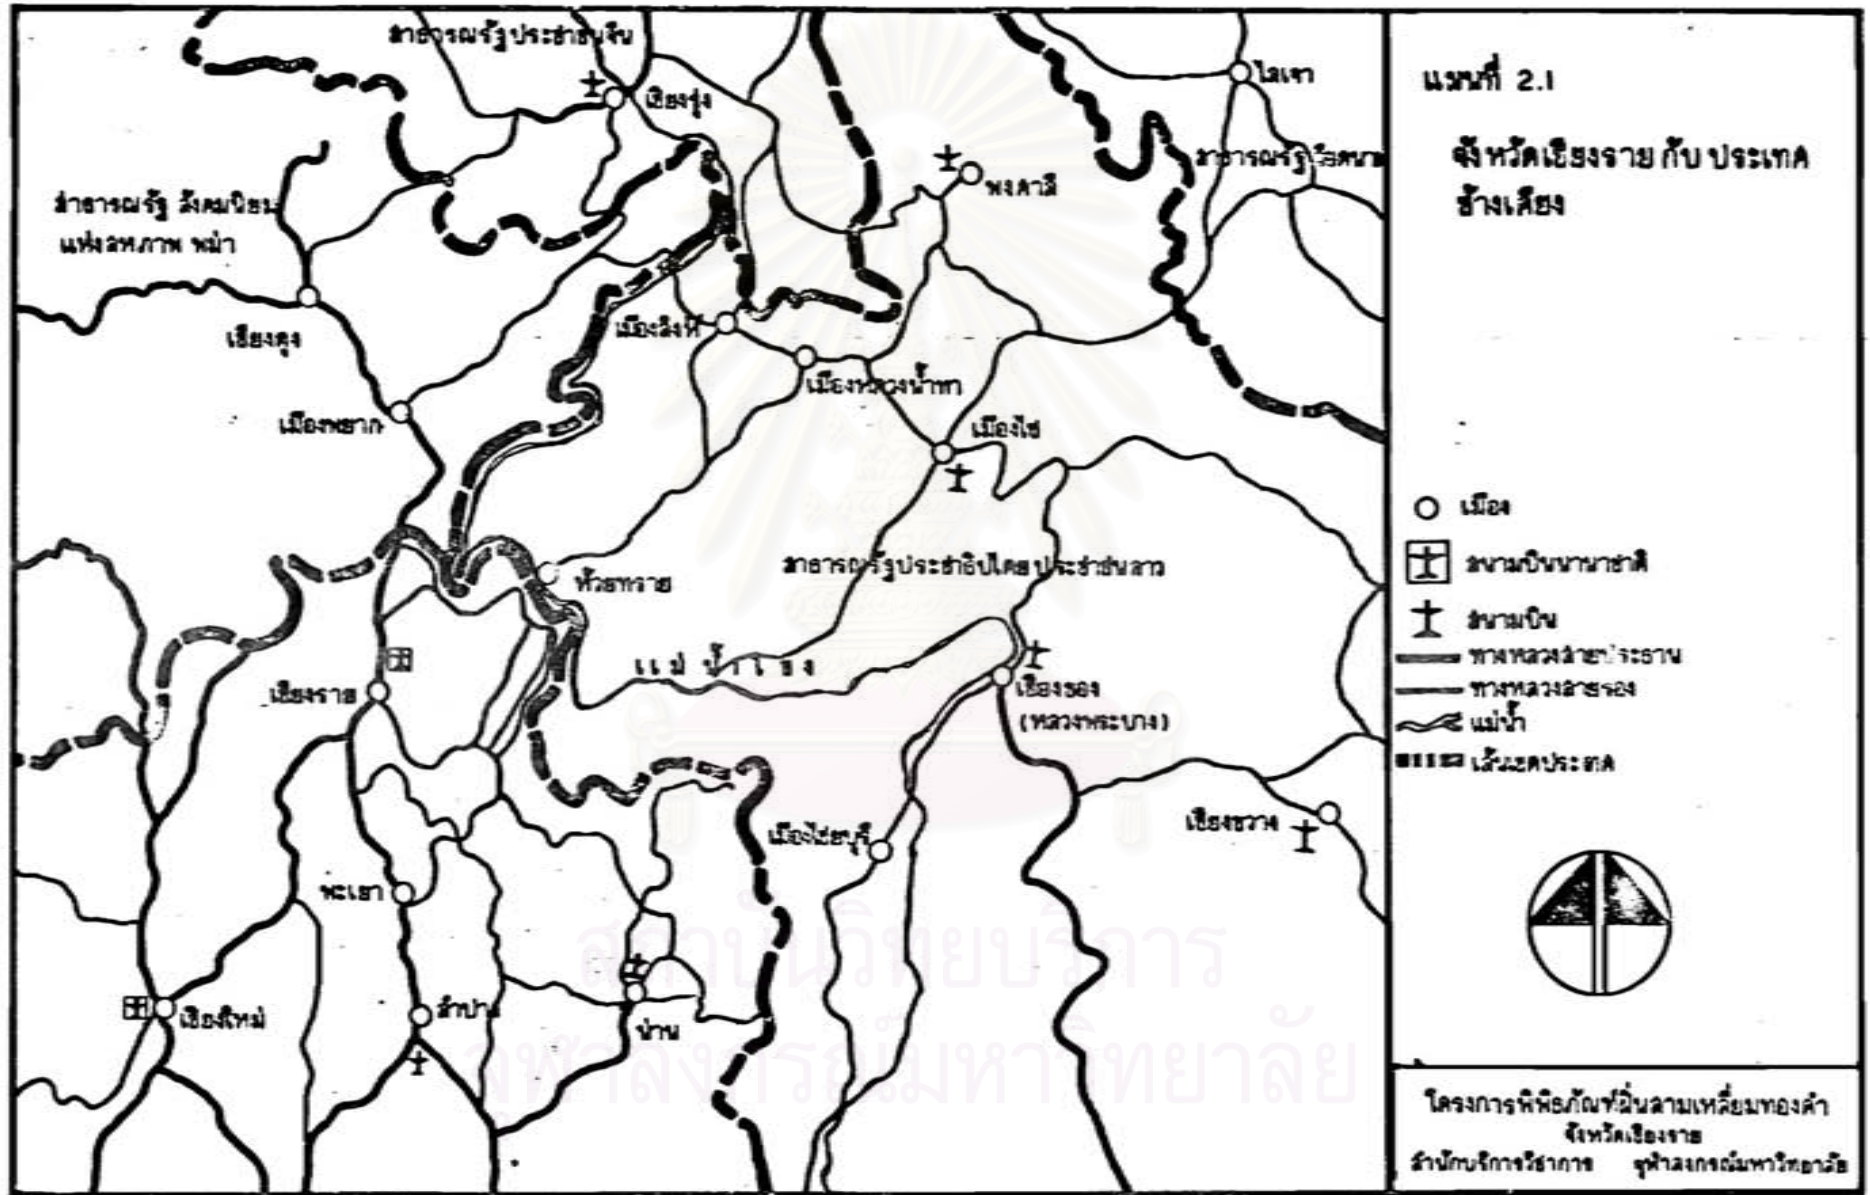 สาธารณรัฐประชาชนจีน
เชียงรุ่ง
ไลเจา
สาธารณรัฐเวียดนาม
พงศาลี
สาธารณรัฐ สังคมนิยม
แห่งสหภาพ พม่า
เชียงตุง
เมืองสิงห์
เมืองหลวงน้ำทา
เมืองพยาก
เมืองไซ
สาธารณรัฐประชาธิปไตยประชาชนลาว
ห้วยทราย
แม่น้ำโขง
เชียงราย
เชียงทอง
(หลวงพระบาง)
เชียงขวาง
เมืองไชยบุรี
พะเยา
เชียงใหม่
ลำปาง
น่าน
สถาบันวิทยบริการ
จุฬาลงกรณ์มหาวิทยาลัย
แผนที่ 2.1
จังหวัดเชียงราย กับ ประเทศ
ข้างเคียง
เมือง
สนามบินนานาชาติ
สนามบิน
ทางหลวงสายประธาน
ทางหลวงสายรอง
แม่น้ำ
เส้นเขตประเทศ
โครงการพิพิธภัณฑ์ฝิ่นสามเหลี่ยมทองคำ
จังหวัดเชียงราย
สำนักบริการวิชาการ จุฬาลงกรณ์มหาวิทยาลัย